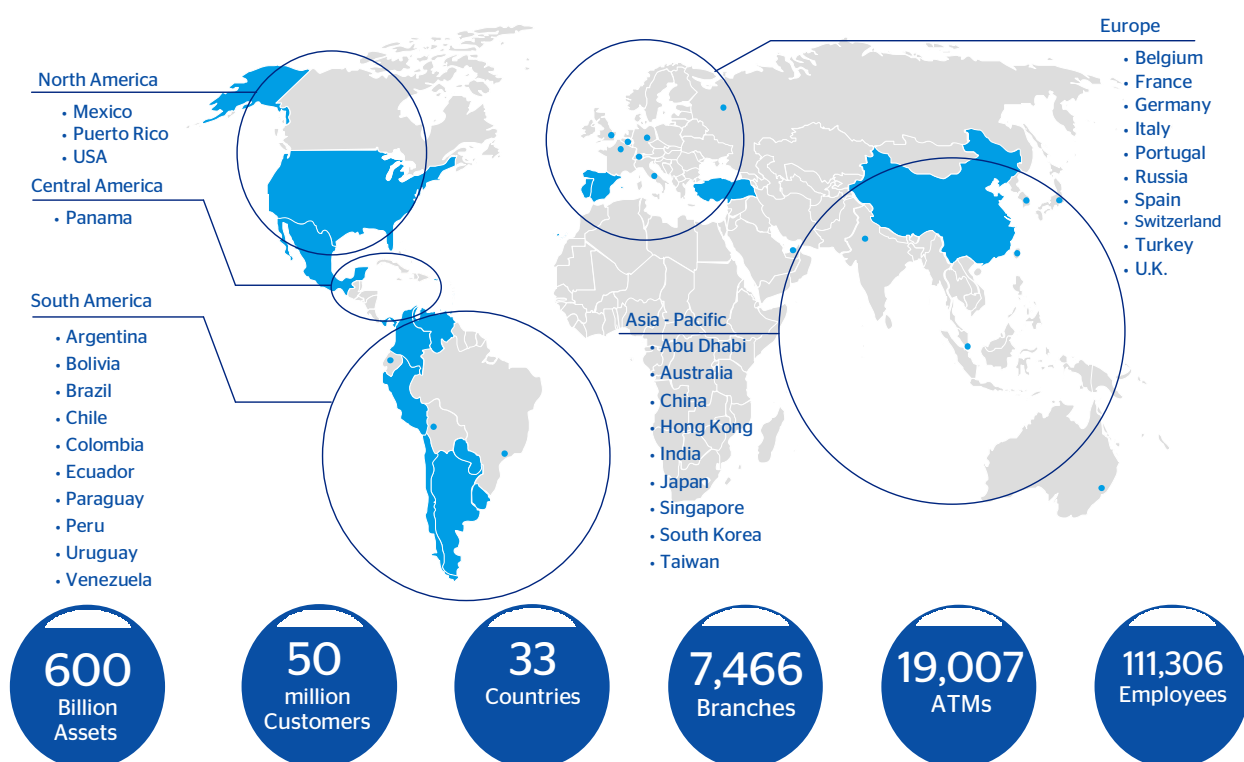 North America
• Mexico
• Puerto Rico
• USA
Central America
• Panama
South America
• Argentina
• Bolivia
• Brazil
• Chile
• Colombia
• Ecuador
• Paraguay
• Peru
• Uruguay
• Venezuela
Europe
• Belgium
• France
• Germany
• Italy
• Portugal
• Russia
• Spain
• Switzerland
• Turkey
• U.K.
Asia - Pacific
• Abu Dhabi
• Australia
• China
• Hong Kong
• India
• Japan
• Singapore
• South Korea
• Taiwan
600
Billion
Assets
50
million
Customers
33
Countries
7,466
Branches
19,007
ATMs
111,306
Employees